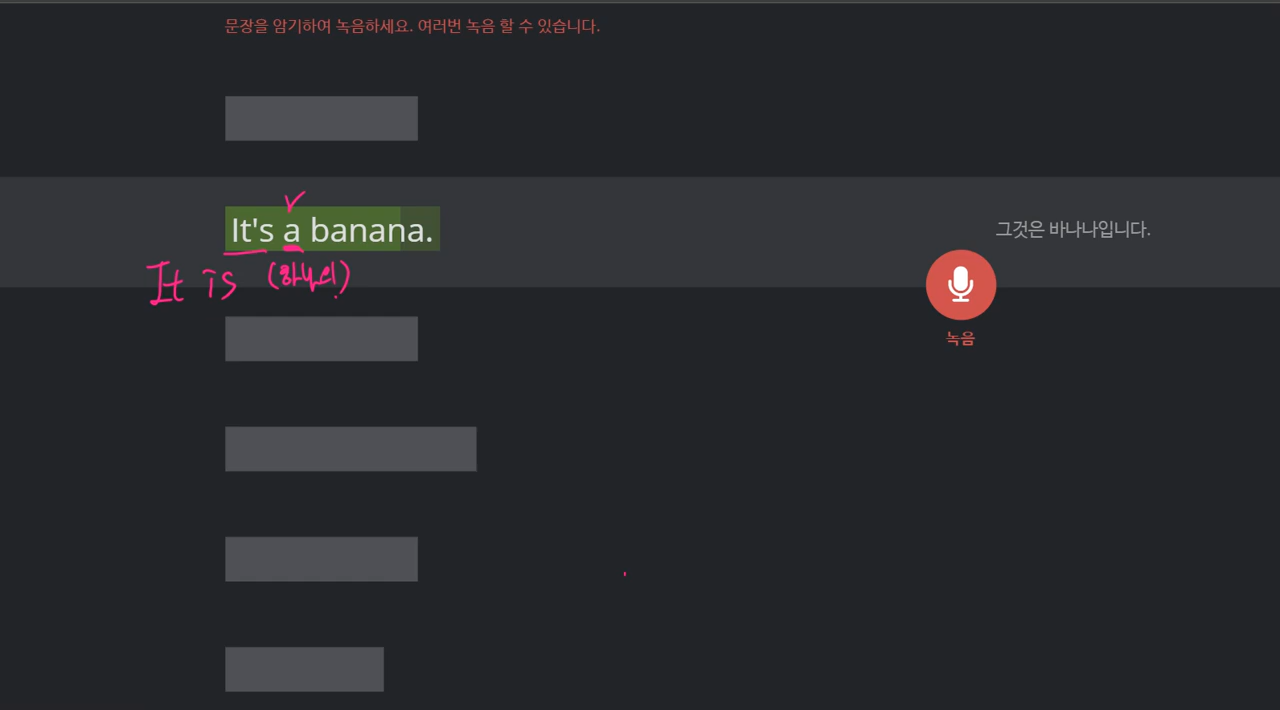 문장을 암기하여 녹음하세요. 여러번 녹음 할 수 있습니다.
It's a banana.
그것은 바나나입니다.
It is (하나의)
녹음